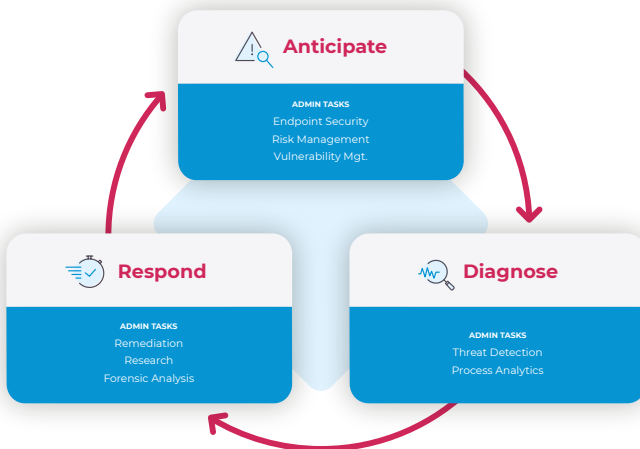 Anticipate
ADMIN TASKS
Endpoint Security
Risk Management
Vulnerability Mgt.
Respond
ADMIN TASKS
Remediation
Research
Forensic Analysis
Diagnose
ADMIN TASKS
Threat Detection
Process Analytics